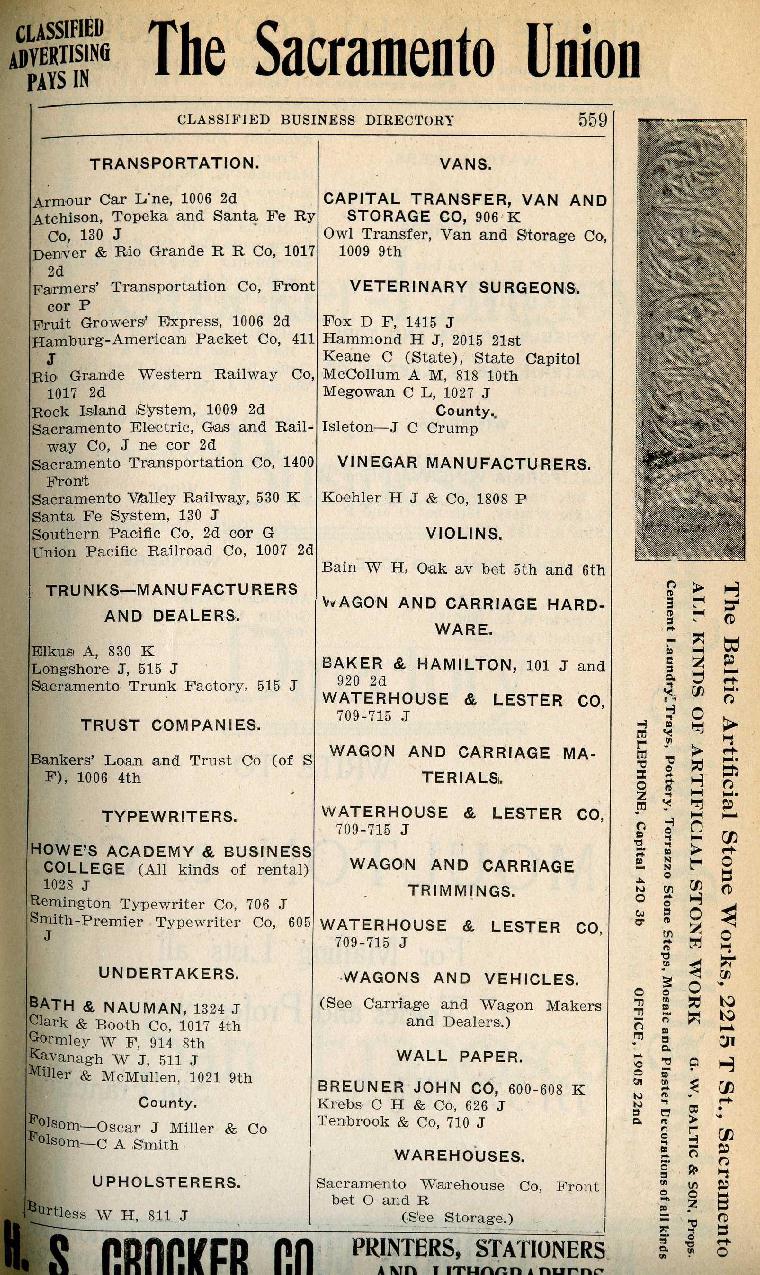 CLASSIFIED
ADVERTISING
PAYS IN
The Sacramento Union
CLASSIFIED BUSINESS DIRECTORY 559
TRANSPORTATION.
Armour Car Line, 1006 2d
Atchison, Topeka and Santa Fe Ry
Co, 130 J
Denver & Rio Grande R R Co, 1017
2d
Farmers' Transportation Co, Front
cor P
Fruit Growers' Express, 1006 2d
Hamburg-American Packet Co, 411
J
Rio Grande Western Railway Co,
1017 2d
Rock Island System, 1009 2d
Sacramento Electric, Gas and Rail-
way Co, J ne cor 2d
Sacramento Transportation Co, 1400
Front
Sacramento Valley Railway, 530 K
Santa Fe System, 130 J
Southern Pacific Co, 2d cor G
Union Pacific Railroad Co, 1007 2d
TRUNKS—MANUFACTURERS
AND DEALERS.
Elkus A, 830 K
Longshore J, 515 J
Sacramento Trunk Factory, 515 J
TRUST COMPANIES.
Bankers' Loan and Trust Co (of S
F), 1006 4th
TYPEWRITERS.
HOWE'S ACADEMY & BUSINESS
COLLEGE (All kinds of rental)
1028 J
Remington Typewriter Co, 706 J
Smith-Premier Typewriter Co, 605
J
UNDERTAKERS.
BATH & NAUMAN, 1324 J
Clark & Booth Co, 1017 4th
Gormley W F, 914 8th
Kavanagh W J, 511 J
Miller & McMullen, 1021 9th
County.
Folsom—Oscar J Miller & Co
Folsom—C A Smith
UPHOLSTERERS.
Burtless W H, 811 J
VANS.
CAPITAL TRANSFER, VAN AND
STORAGE CO, 906 K
Owl Transfer, Van and Storage Co,
1009 9th
VETERINARY SURGEONS.
Fox D F, 1415 J
Hammond H J, 2015 21st
Keane C (State), State Capitol
McCollum A M, 818 10th
Megowan C L, 1027 J
County.
Isleton—J C Crump
VINEGAR MANUFACTURERS.
Koehler H J & Co, 1808 P
VIOLINS.
Bain W H, Oak av bet 5th and 6th
WAGON AND CARRIAGE HARD-
WARE.
BAKER & HAMILTON, 101 J and
920 2d
WATERHOUSE & LESTER CO,
709-715 J
WAGON AND CARRIAGE MA-
TERIALS.
WATERHOUSE & LESTER CO,
709-715 J
WAGON AND CARRIAGE
TRIMMINGS.
WATERHOUSE & LESTER CO,
709-715 J
WAGONS AND VEHICLES.
(See Carriage and Wagon Makers
and Dealers.)
WALL PAPER.
BREUNER JOHN CO, 600-608 K
Krebs C H & Co, 626 J
Tenbrook & Co, 710 J
WAREHOUSES.
Sacramento Warehouse Co, Front
bet O and R
(See Storage.)
The Baltic Artificial Stone Works, 2215 T St., Sacramento
ALL KINDS OF ARTIFICIAL STONE WORK G. W. BALTIC & SON, Props.
Cement Laundry Trays, Pottery, Torrazzo Stone Steps, Mosaic and Plaster Decorations of all kinds
TELEPHONE, Capital 420 3b OFFICE, 1905 22nd
H. S. CROCKER CO
PRINTERS, STATIONERS
AND LITHOGRAPHERS